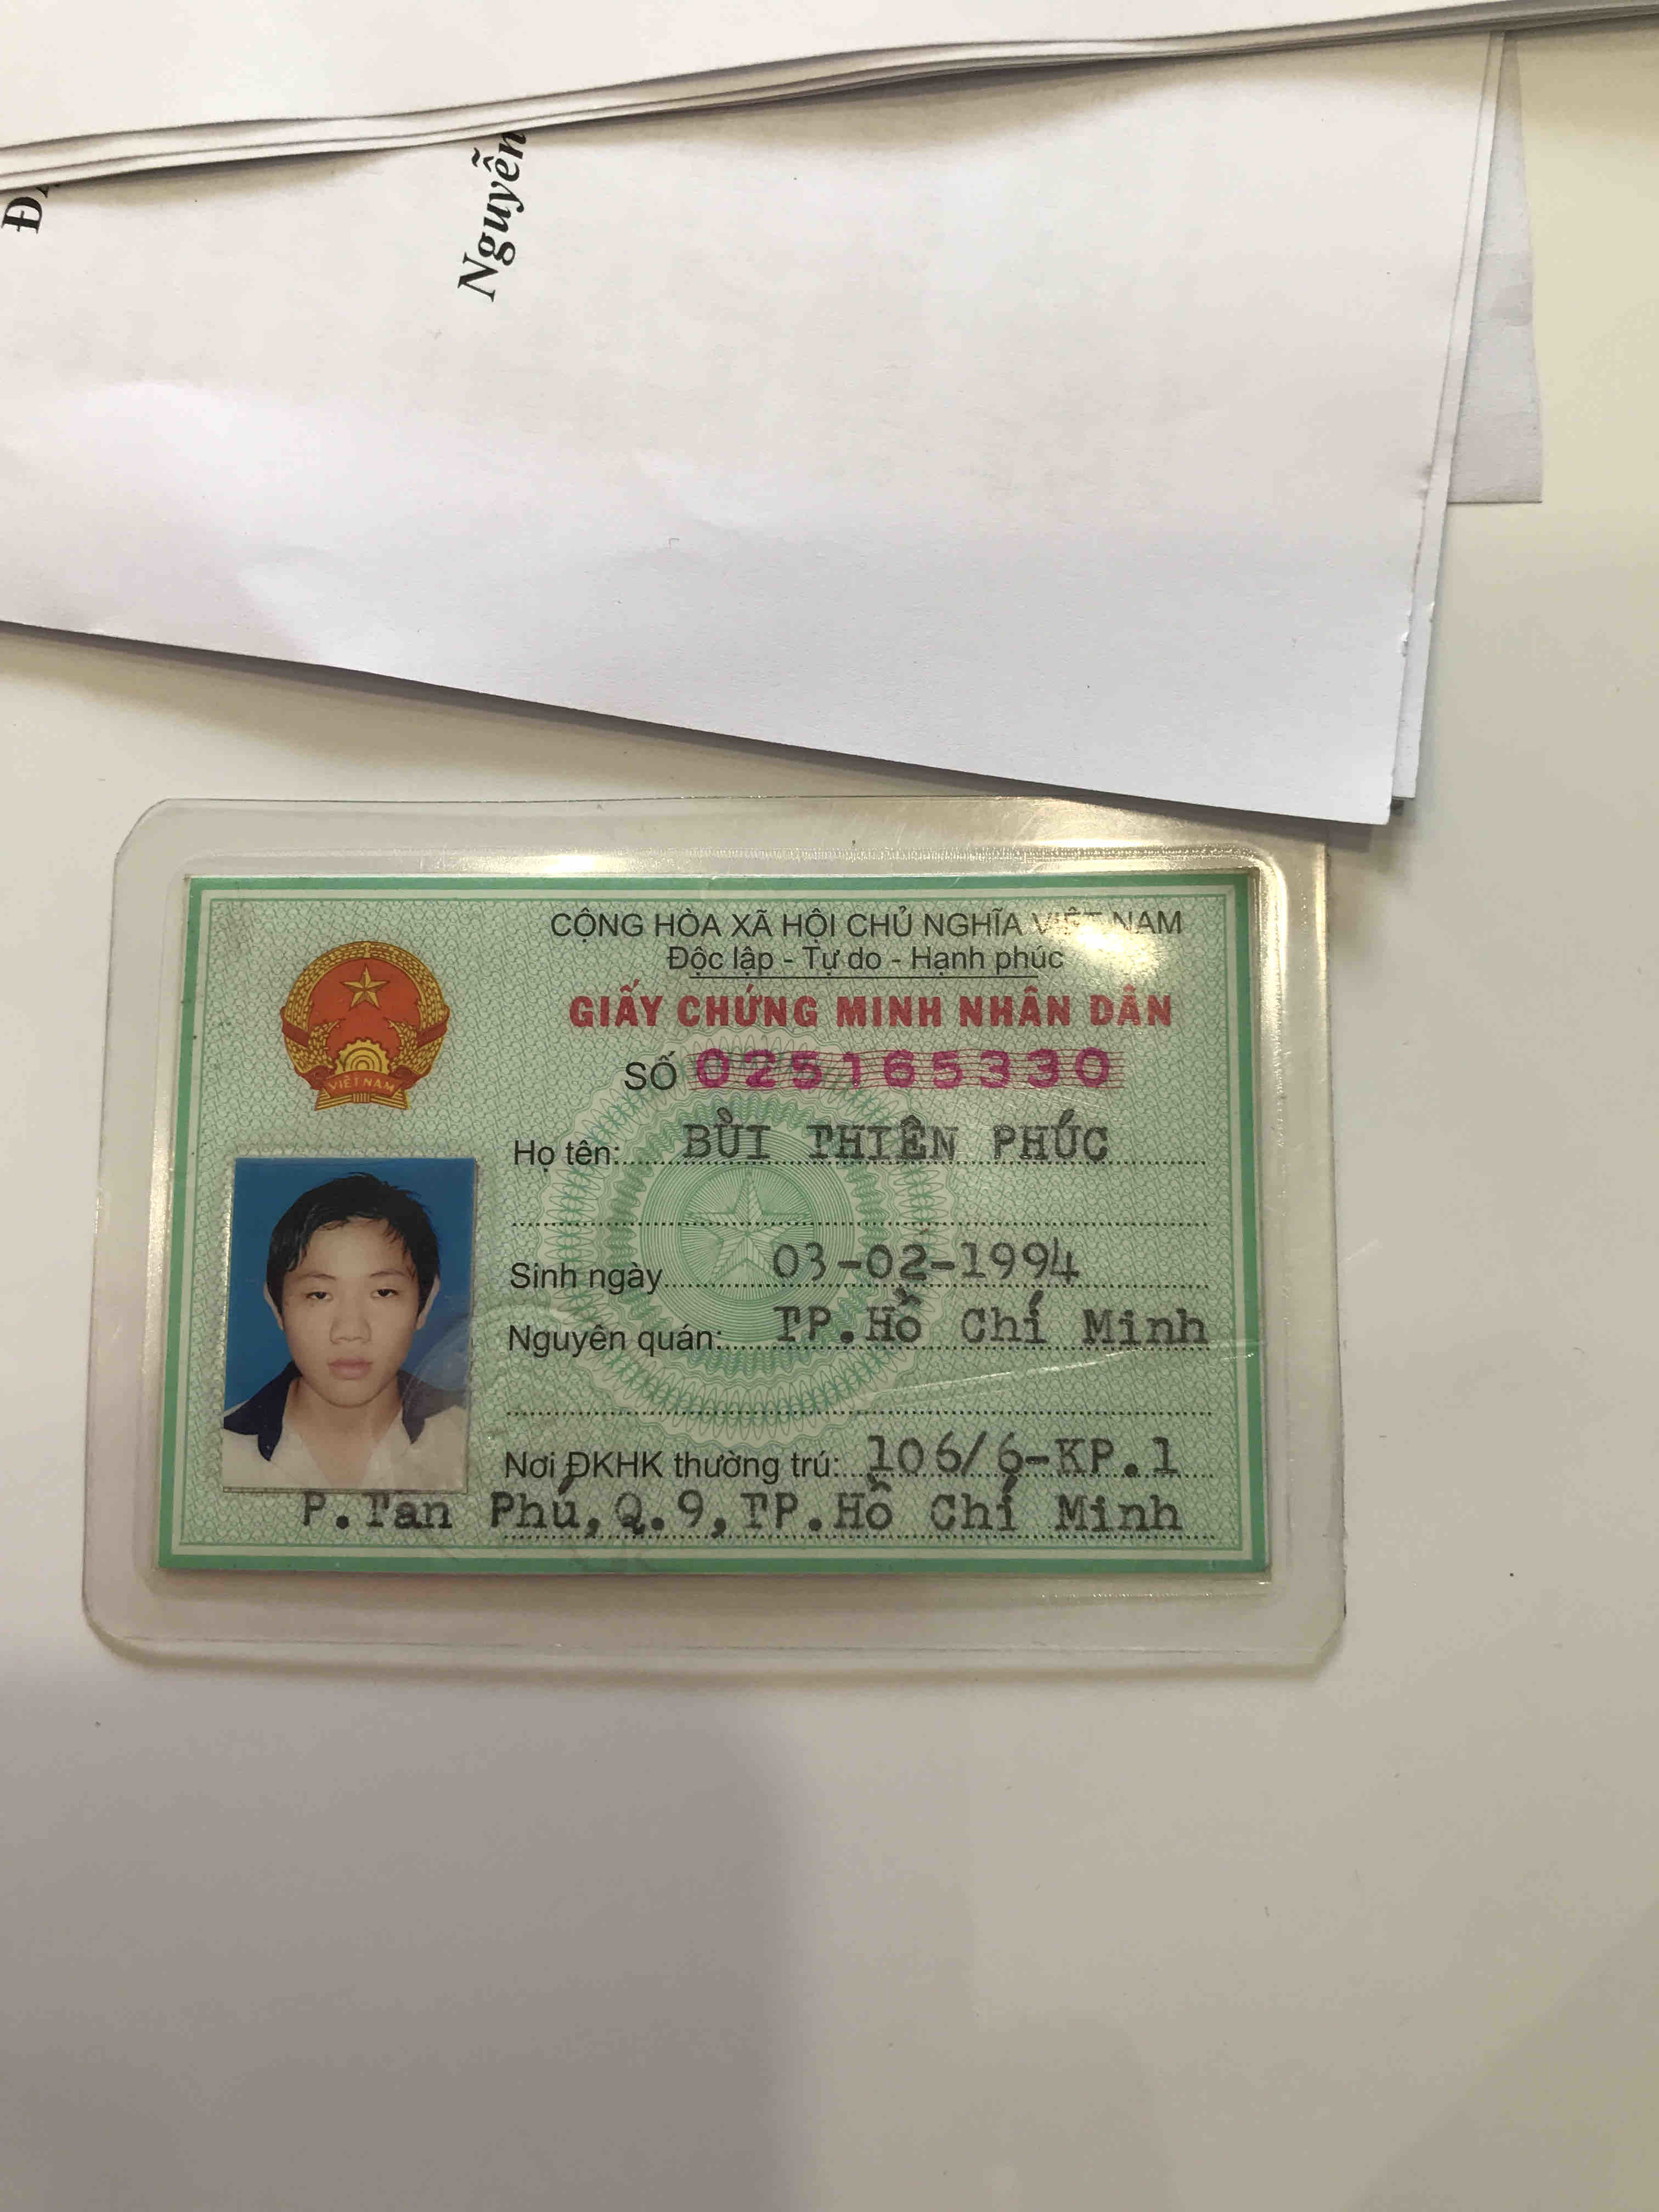 Đ
Nguyễn
CỘNG HÒA XÃ HỘI CHỦ NGHĨA VIỆT NAM
Độc lập - Tự do - Hạnh phúc
GIẤY CHỨNG MINH NHÂN DÂN
SỐ 025165330
VIỆT NAM
Họ tên: BÙI THIÊN PHÚC
Sinh ngày 03-02-1994
Nguyên quán: TP.Hồ Chí Minh
Nơi ĐKHK thường trú: 106/6-KP.1
P.Tân Phú,Q.9,TP.Hồ Chí Minh